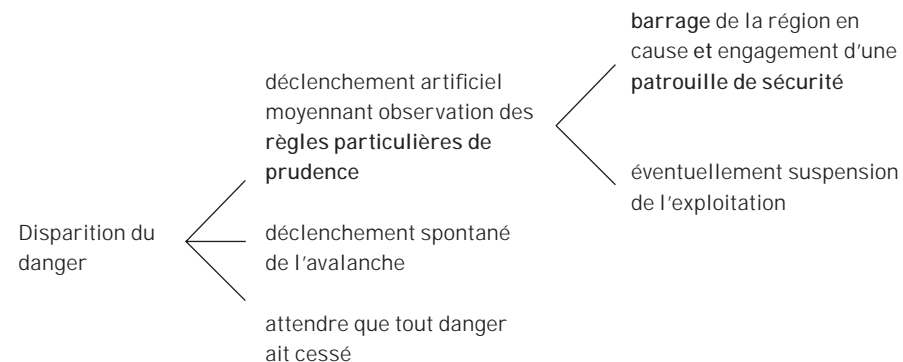 Disparition du
danger
déclenchement artificiel
moyennant observation des
règles particulières de
prudence
déclenchement spontané
de l'avalanche
attendre que tout danger
ait cessé
barrage de la région en
cause et engagement d'une
patrouille de sécurité
éventuellement suspension
de l'exploitation